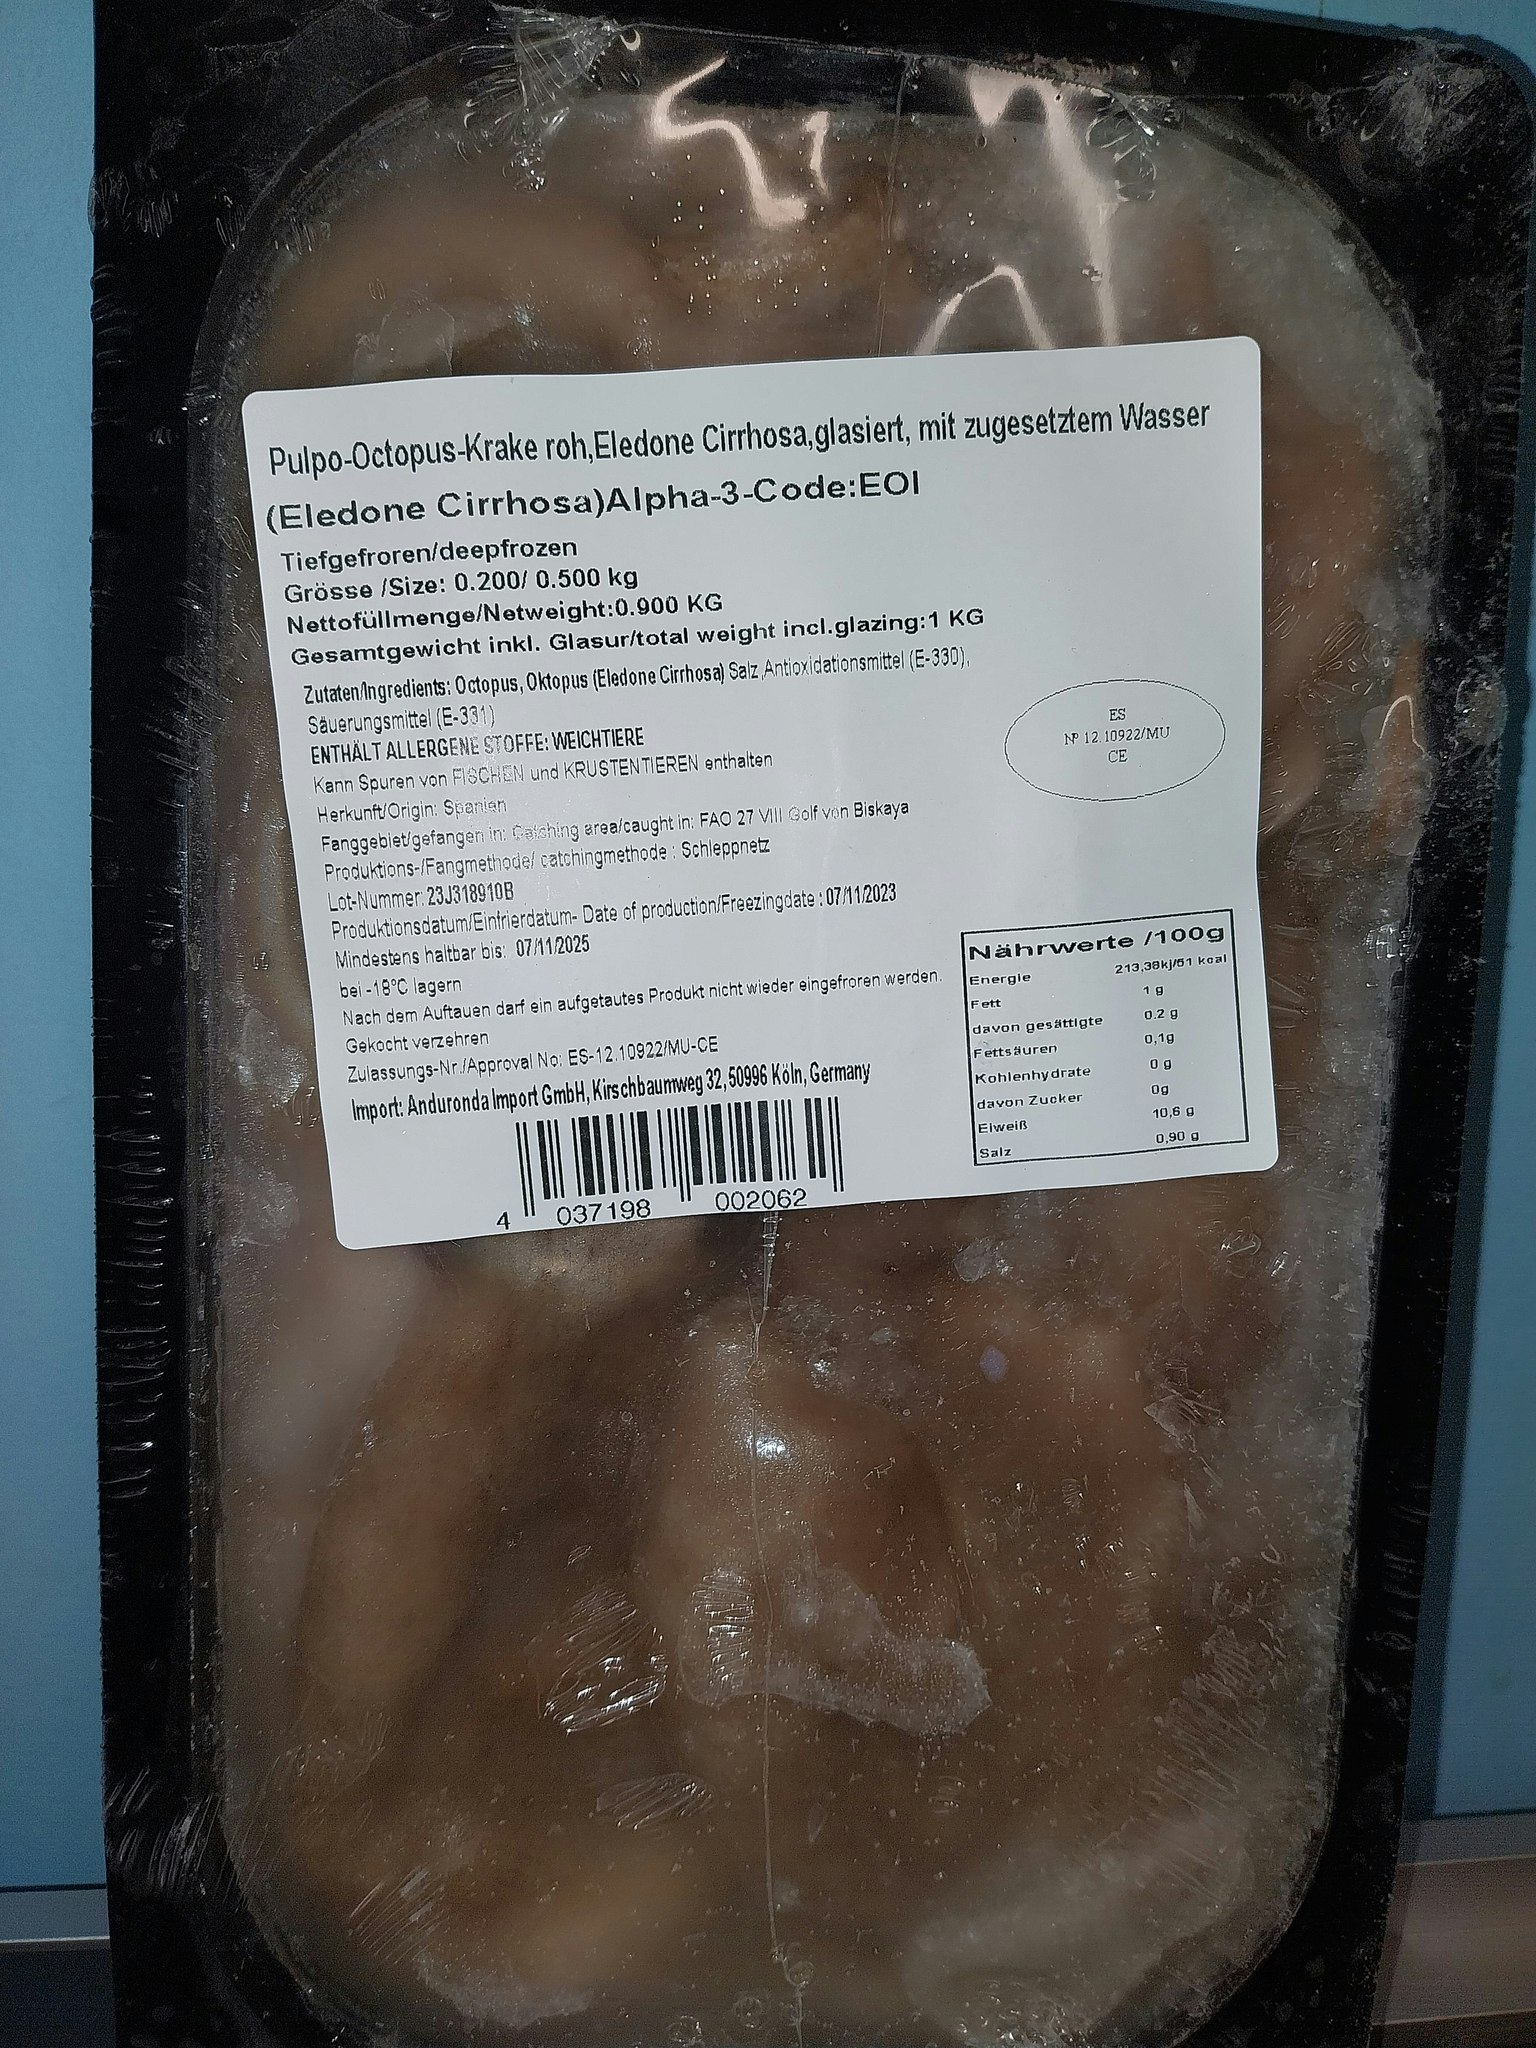 Pulpo-Octopus-Krake roh,Eledone Cirrhosa,glasiert, mit zugesetztem Wasser
(Eledone Cirrhosa)Alpha-3-Code:EOI
Tiefgefroren/deepfrozen
Grösse /Size: 0.200/ 0.500 kg
Nettofüllmenge/Netweight:0.900 KG
Gesamtgewicht inkl. Glasur/total weight incl.glazing:1 KG
Zutaten/Ingredients: Octopus, Oktopus (Eledone Cirrhosa) Salz,Antioxidationsmittel (E-330),
Säuerungsmittel (E-331)
ENTHÄLT ALLERGENE STOFFE: WEICHTIERE
Kann Spuren von FISCHEN und KRUSTENTIEREN enthalten
Herkunft/Origin: Spanien
Fanggebiet/gefangen in: Catching area/caught in: FAO 27 VIII Golf von Biskaya
Produktions-/Fangmethode/ catchingmethode : Schleppnetz
Lot-Nummer: 23J318910B
Produktionsdatum/Einfrierdatum- Date of production/Freezingdate : 07/11/2023
Mindestens haltbar bis: 07/11/2025
bei -18°C lagern
Nach dem Auftauen darf ein aufgetautes Produkt nicht wieder eingefroren werden.
Gekocht verzehren
Zulassungs-Nr./Approval No: ES-12.10922/MU-CE
Import: Anduronda Import GmbH, Kirschbaumweg 32, 50996 Köln, Germany
4 037198 002062
ES
Nº 12.10922/MU
CE
Nährwerte /100g
Energie 213,38kj/51 kcal
Fett 1 g
davon gesättigte 0.2 g
Fettsäuren 0,1g
Kohlenhydrate 0 g
davon Zucker 0g
Eiweiß 10,6 g
Salz 0,90 g